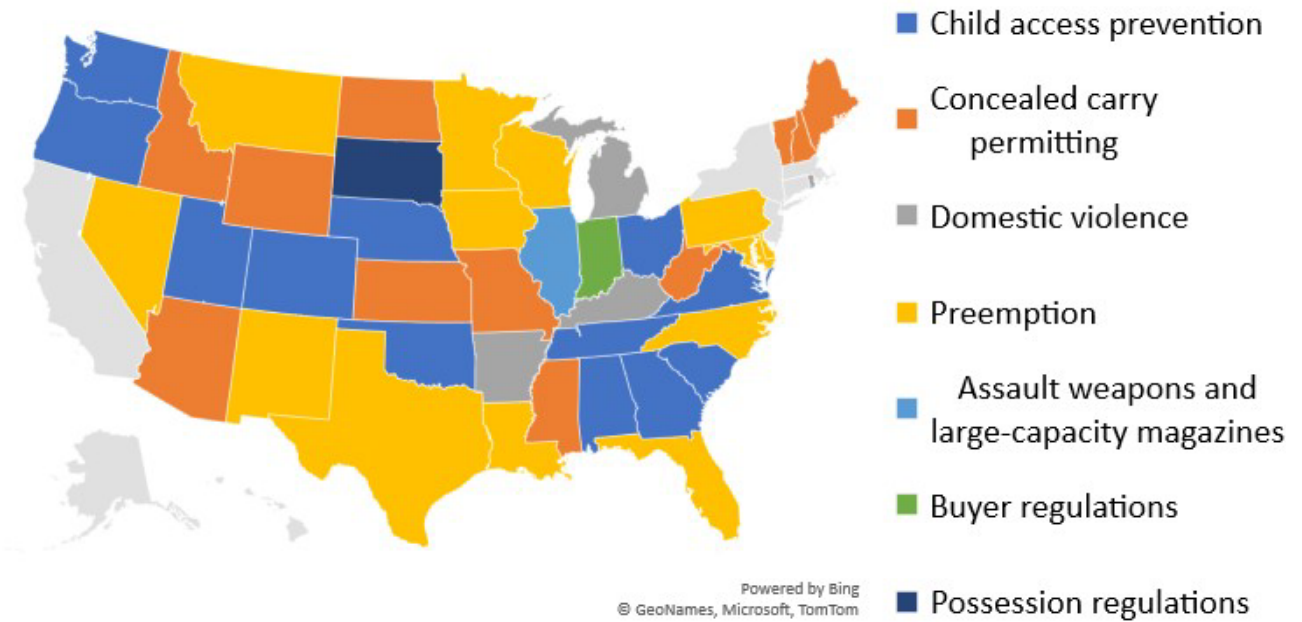 Child access prevention
Concealed carry
permitting
Domestic violence
Preemption
Assault weapons and
large-capacity magazines
Buyer regulations
Possession regulations
Powered by Bing
© GeoNames, Microsoft, TomTom